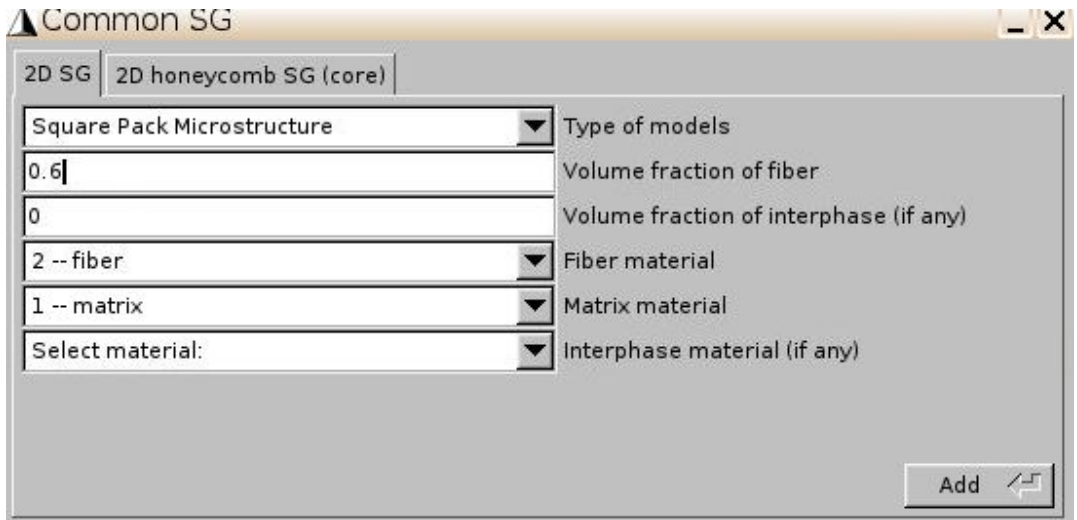 Common SG
2D SG 2D honeycomb SG (core)
Square Pack Microstructure Type of models
0.6 Volume fraction of fiber
0 Volume fraction of interphase (if any)
2 -- fiber Fiber material
1 -- matrix Matrix material
Select material: Interphase material (if any)
Add